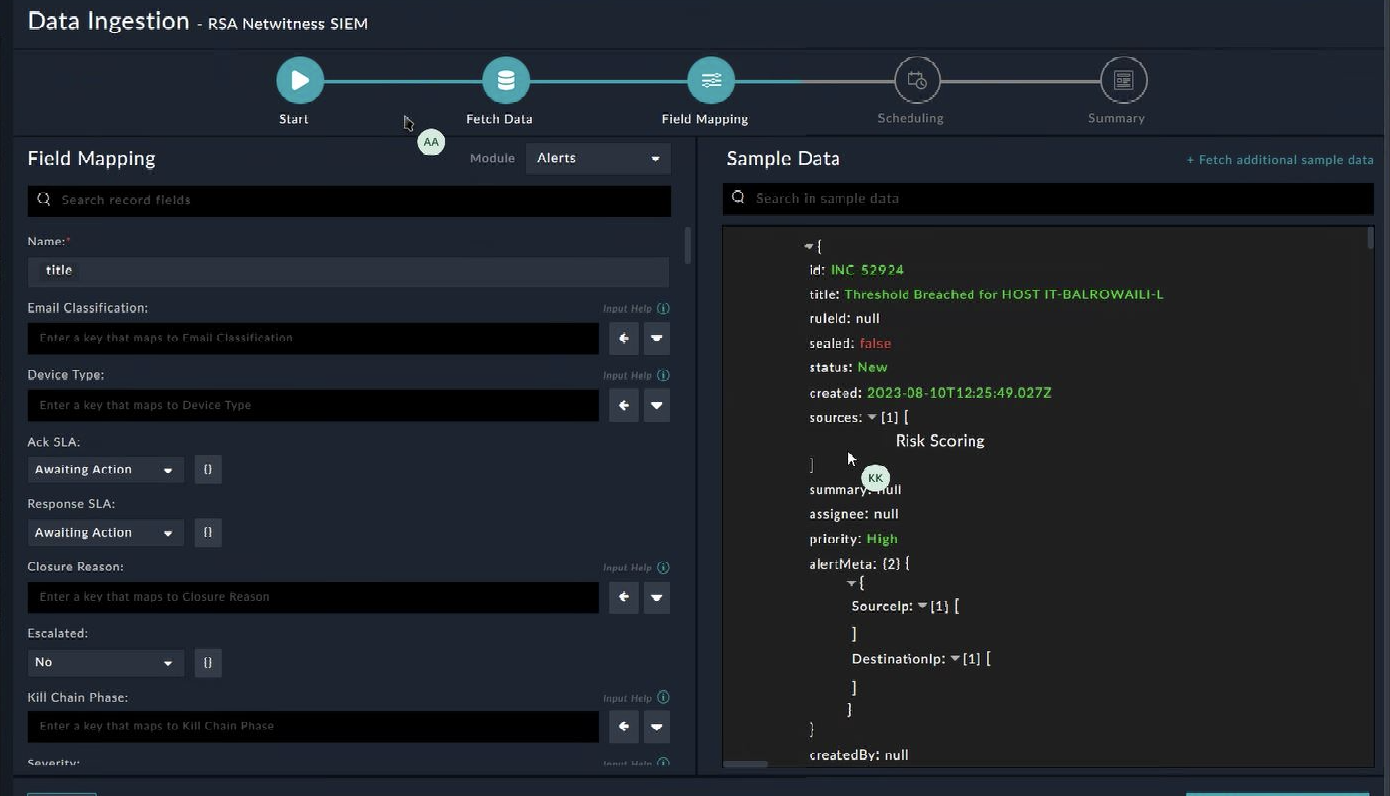 Data Ingestion - RSA Netwitness SIEM
Start
Fetch Data
Field Mapping
Scheduling
Summary
AA
Field Mapping
Module
Alerts
Search record fields
Name:*
title
Email Classification:
Input Help
Enter a key that maps to Email Classification
Device Type:
Input Help
Enter a key that maps to Device Type
Ack SLA:
Awaiting Action
{}
Response SLA:
Awaiting Action
{}
Closure Reason:
Input Help
Enter a key that maps to Closure Reason
Escalated:
No
{}
Kill Chain Phase:
Input Help
Enter a key that maps to Kill Chain Phase
Severity:
Input Help
Sample Data
+ Fetch additional sample data
Search in sample data
{
id: INC-52924
title: Threshold Breached for HOST IT-BALROWAILI-L
ruleId: null
sealed: false
status: New
created: 2023-08-10T12:25:49.027Z
sources: [1] [
Risk Scoring
]
KK
summary: null
assignee: null
priority: High
alertMeta: {2} {
{
SourceIp: [1] [
]
DestinationIp: [1] [
]
}
}
createdBy: null